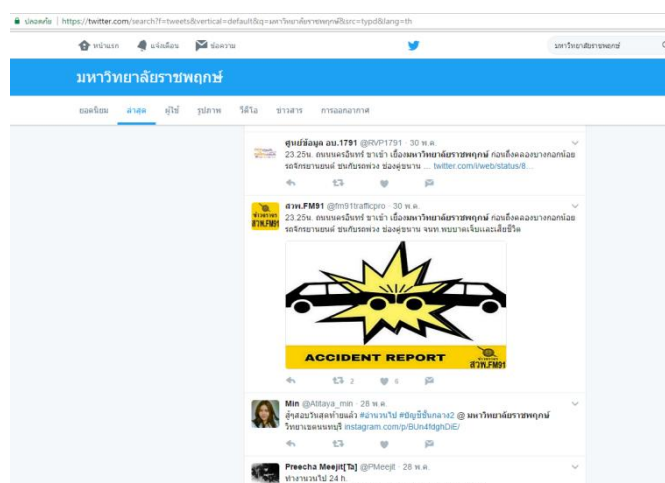 ปลอดภัย | https://twitter.com/search?f=tweets&vertical=default&q=มหาวิทยาลัยราชพฤกษ์&src=typd&lang=th
หน้าแรก แจ้งเตือน ข้อความ มหาวิทยาลัยราชพฤกษ์
มหาวิทยาลัยราชพฤกษ์
ยอดนิยม ล่าสุด ผู้ใช้ รูปภาพ วีดีโอ ข่าวสาร การออกอากาศ
ศูนย์ข้อมูล อบ.1791 @RVP1791 · 30 พ.ค.
23.25น. ถนนนครอินทร์ ขาเข้า เยื้องมหาวิทยาลัยราชพฤกษ์ ก่อนถึงคลองบางกอกน้อย
รถจักรยานยนต์ ชนกับรถพ่วง ช่องคู่ขนาน ... twitter.com/i/web/status/8...
สวพ.FM91 @fm91trafficpro · 30 พ.ค.
23.25น. ถนนนครอินทร์ ขาเข้า เยื้องมหาวิทยาลัยราชพฤกษ์ ก่อนถึงคลองบางกอกน้อย
รถจักรยานยนต์ ชนกับรถพ่วง ช่องคู่ขนาน จนท.พบบาดเจ็บและเสียชีวิต
ACCIDENT REPORT
สวพ.FM91
2 6
Min @Alitaya_min · 28 พ.ค.
สู้ๆสอบวันสุดท้ายแล้ว #อ่านวนไป #บัญชีชั้นกลาง2 @ มหาวิทยาลัยราชพฤกษ์
วิทยาเขตนนทบุรี instagram.com/p/BUn4fdghDiE/
Preecha Meejit[Ta] @PMeejit · 28 พ.ค.
ทำงานวนไป 24 h.